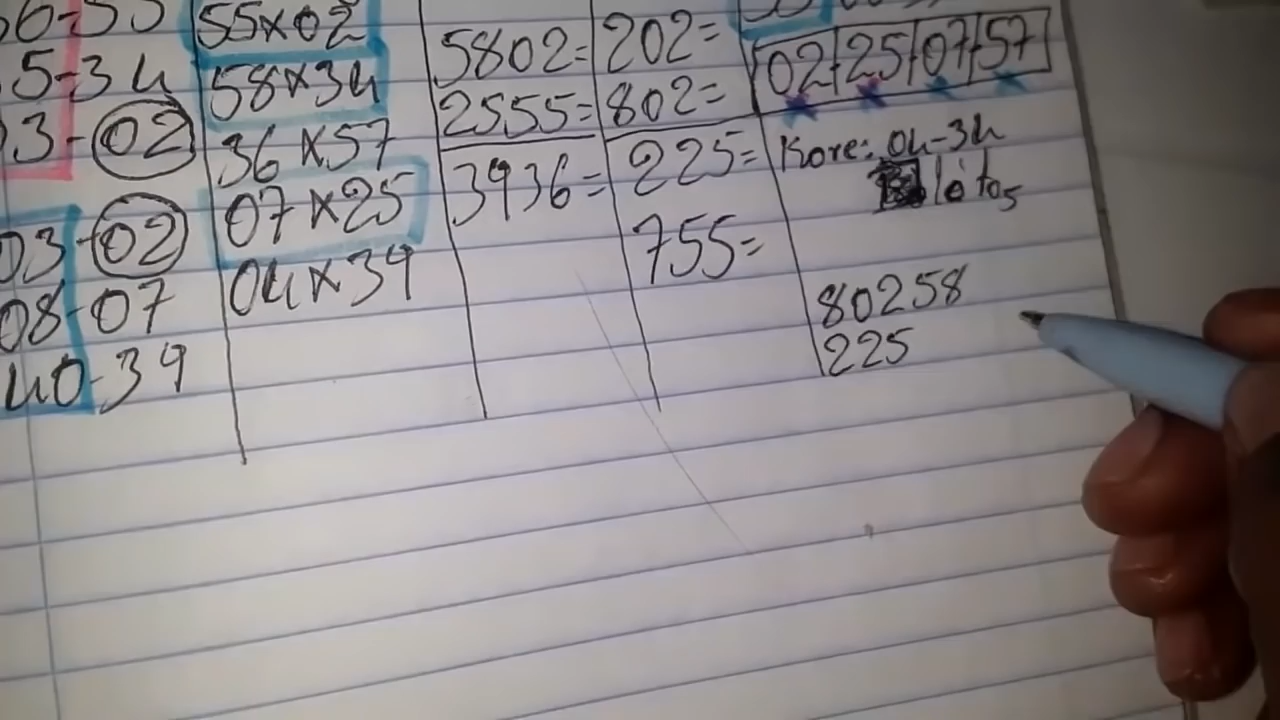 5-34
3-02
03-02
08-07
40-39
55x02
58x34
36x57
07x25
04x39
5802=
2555=
3936=
202=
802=
225=
755=
02-25-07-57
Kore: 04-34
loto5
80258
225